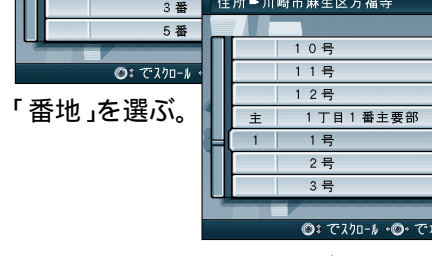 3番
5番
◎↕でスクロール
「番地」を選ぶ。
住所➡川崎市麻生区万福寺
10号
11号
12号
主 1丁目1番主要部
1 1号
2号
3号
◎↕でスクロール ◎で